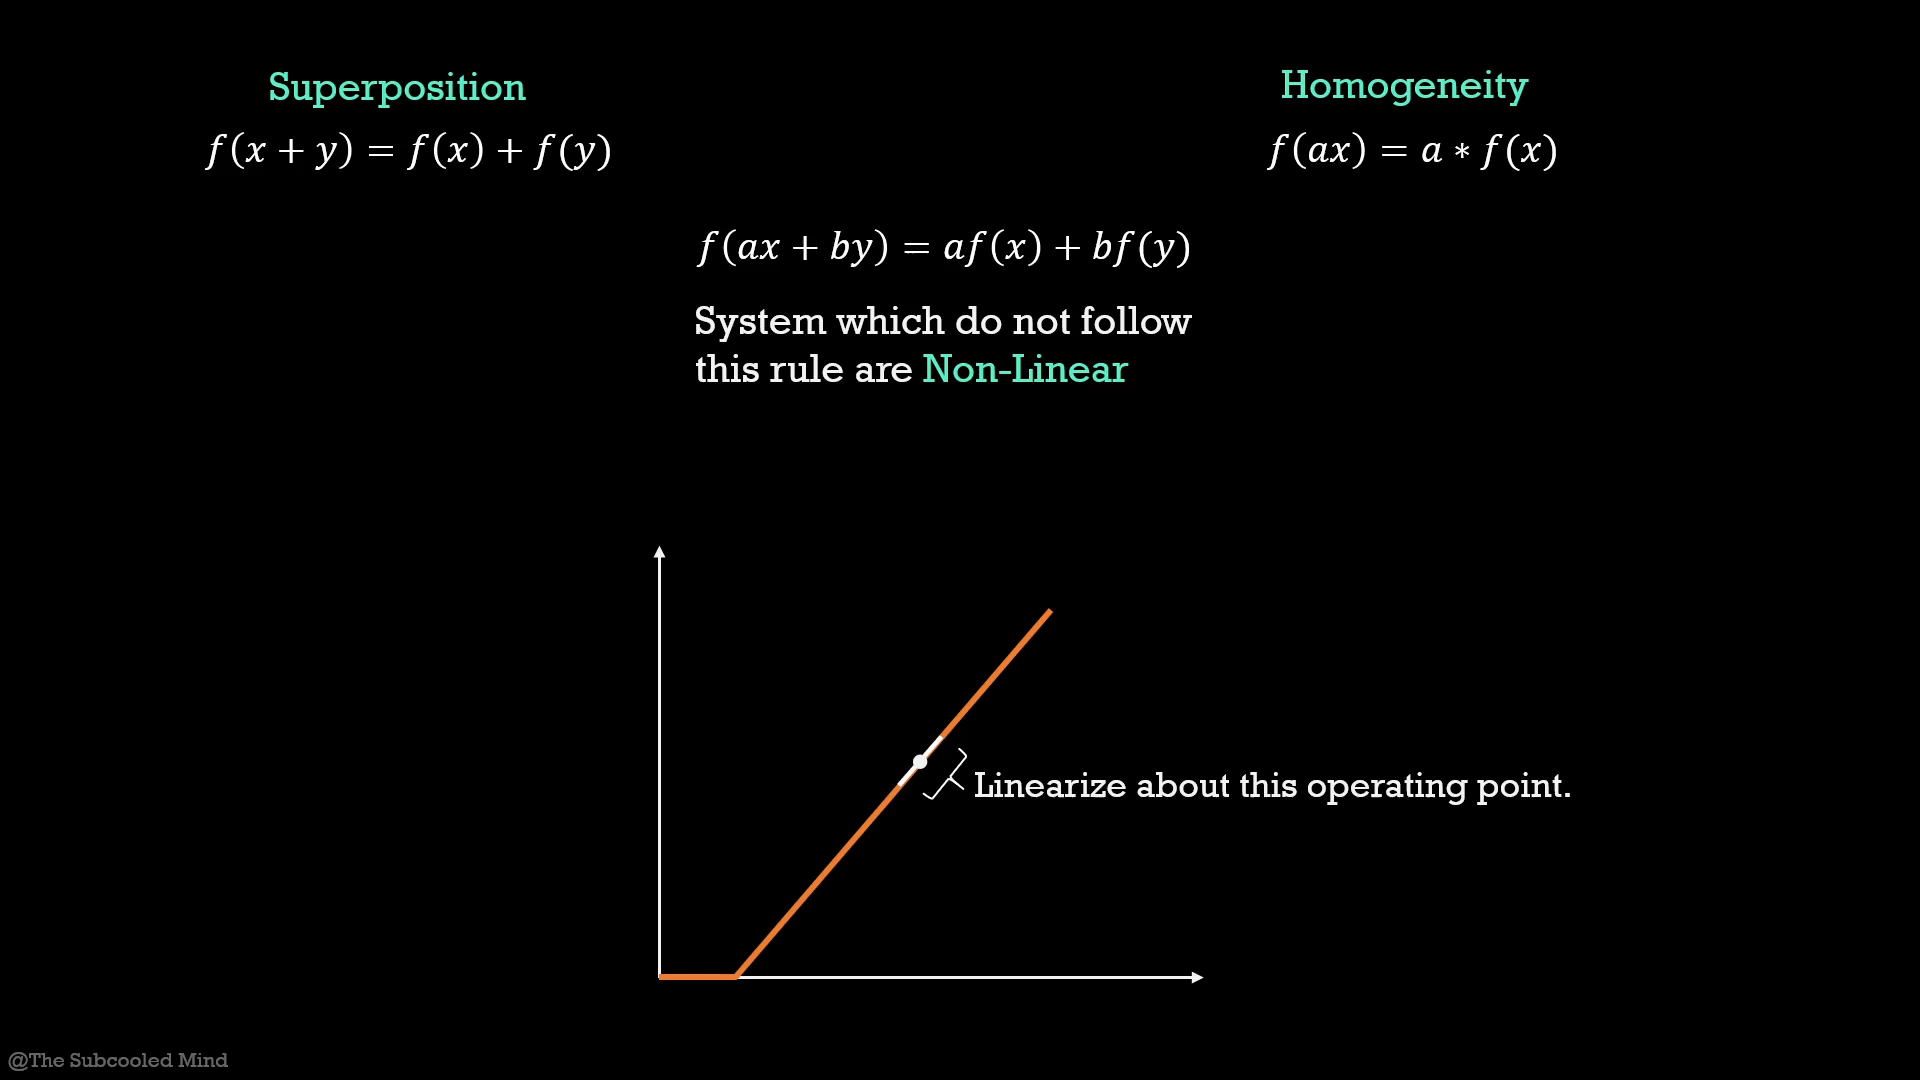 Superposition
f(x + y) = f(x) + f(y)
Homogeneity
f(ax) = a * f(x)
f(ax + by) = af(x) + bf(y)
System which do not follow
this rule are Non-Linear
Linearize about this operating point.
@The Subcooled Mind